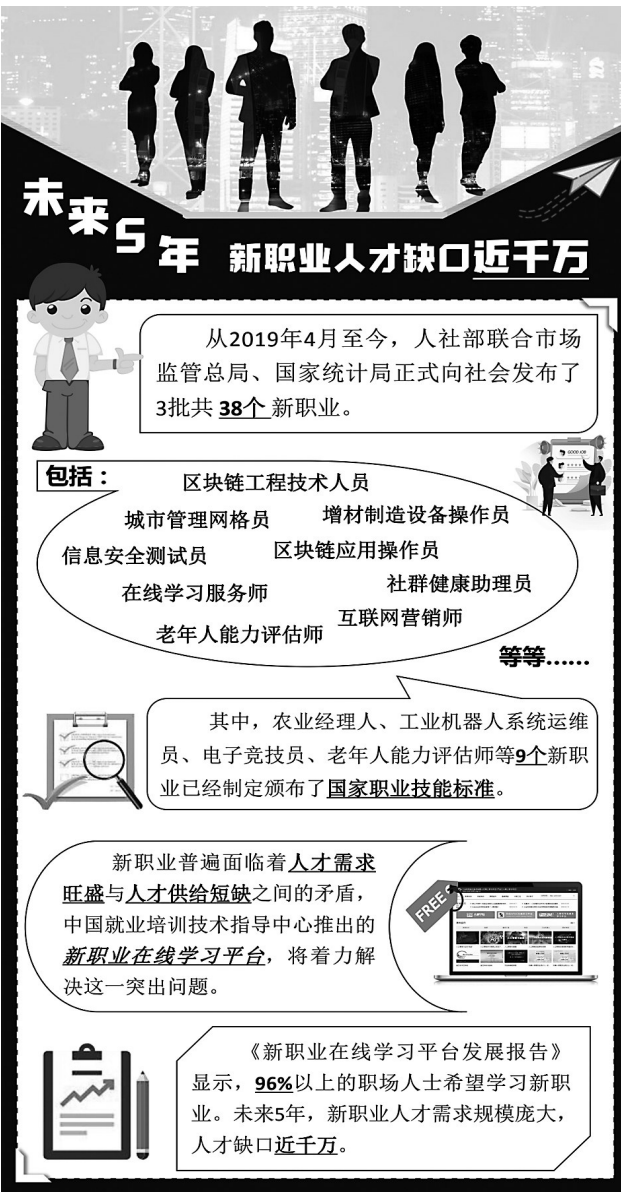 未来5年 新职业人才缺口近千万
从2019年4月至今，人社部联合市场
监管总局、国家统计局正式向社会发布了
3批共 38个 新职业。
包括：
区块链工程技术人员
城市管理网格员 增材制造设备操作员
信息安全测试员 区块链应用操作员
在线学习服务师 社群健康助理员
老年人能力评估师 互联网营销师
等等……
其中，农业经理人、工业机器人系统运维
员、电子竞技员、老年人能力评估师等9个新职
业已经制定颁布了国家职业技能标准。
新职业普遍面临着人才需求
旺盛与人才供给短缺之间的矛盾，
中国就业培训技术指导中心推出的
新职业在线学习平台，将着力解
决这一突出问题。
FREE
GOOD JOB
《新职业在线学习平台发展报告》
显示，96%以上的职场人士希望学习新职
业。未来5年，新职业人才需求规模庞大，
人才缺口近千万。